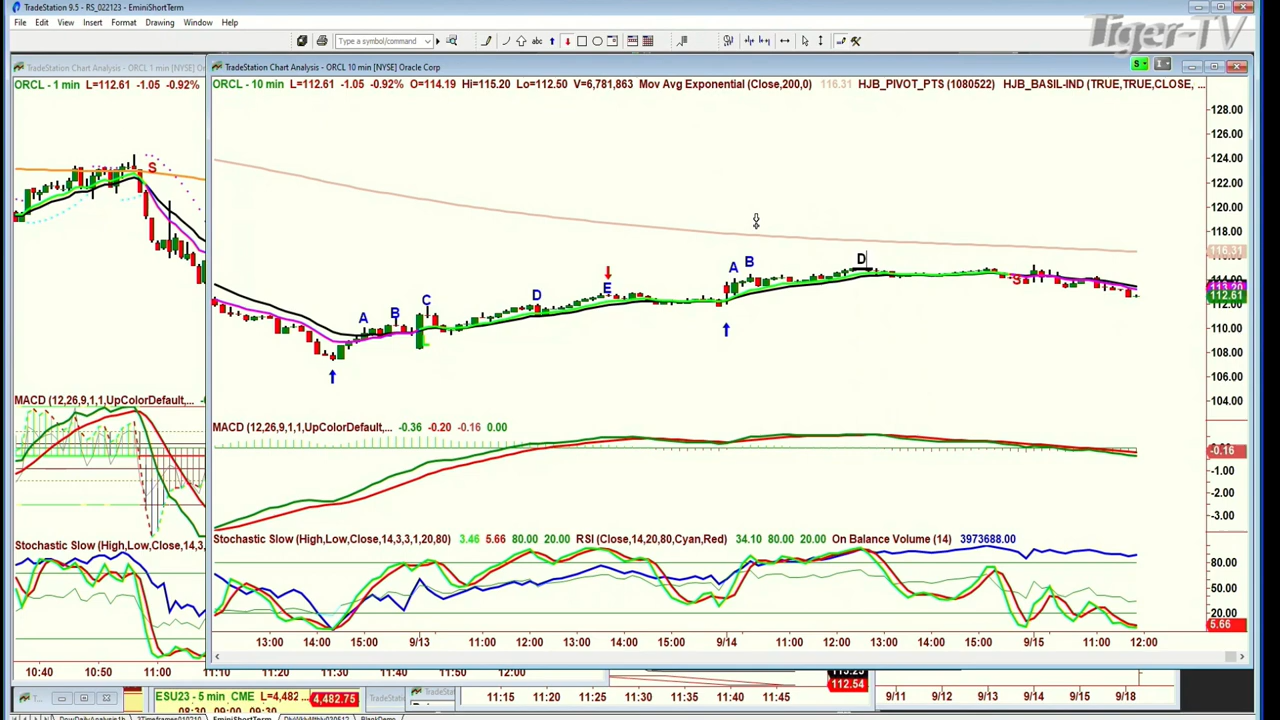 TradeStation 9.5 - RS_022123 - EminiShortTerm
File Edit View Insert Format Drawing Window Help
Type a symbol/command
Tiger-TV
TradeStation Chart Analysis - ORCL 1 min [NYSE] O
TradeStation Chart Analysis - ORCL 10 min [NYSE] Oracle Corp
ORCL - 1 min L=112.61 -1.05 -0.92%
ORCL - 10 min L=112.61 -1.05 -0.92% O=114.19 Hi=115.20 Lo=112.50 V=6,781,863 Mov Avg Exponential (Close,200,0) 116.31 HJB_PIVOT_PTS (1080522) HJB_BASIL-IND (TRUE,TRUE,CLOSE, ...
128.00
126.00
124.00
122.00
120.00
118.00
116.31
114.00
113.20
112.61
112.00
110.00
108.00
106.00
104.00
S
A B C D E A B D S
L
MACD (12,26,9,1,1,UpColorDefault,...
MACD (12,26,9,1,1,UpColorDefault,... -0.36 -0.20 -0.16 0.00
-0.16
-1.00
-2.00
-3.00
Stochastic Slow (High,Low,Close,14,3
Stochastic Slow (High,Low,Close,14,3,3,1,20,80) 3.46 5.66 80.00 20.00 RSI (Close,14,20,80,Cyan,Red) 34.10 80.00 20.00 On Balance Volume (14) 3973688.00
80.00
50.00
20.00
5.66
13:00 14:00 15:00 9/13 11:00 12:00 13:00 14:00 15:00 9/14 11:00 12:00 13:00 15:00 9/15 11:00 12:00
10:40 10:50 11:00 11:10 11:20 11:30 11:40 11:50 12:00
ESU23 - 5 min CME L=4,482 4,482.75
08:30 09:00 09:30
TradeStation
TradeStation
11:15 11:20 11:25 11:30 11:35 11:40 11:45
112.54
9/11 9/12 9/13 9/14 9/15 9/18
EminiShortTerm